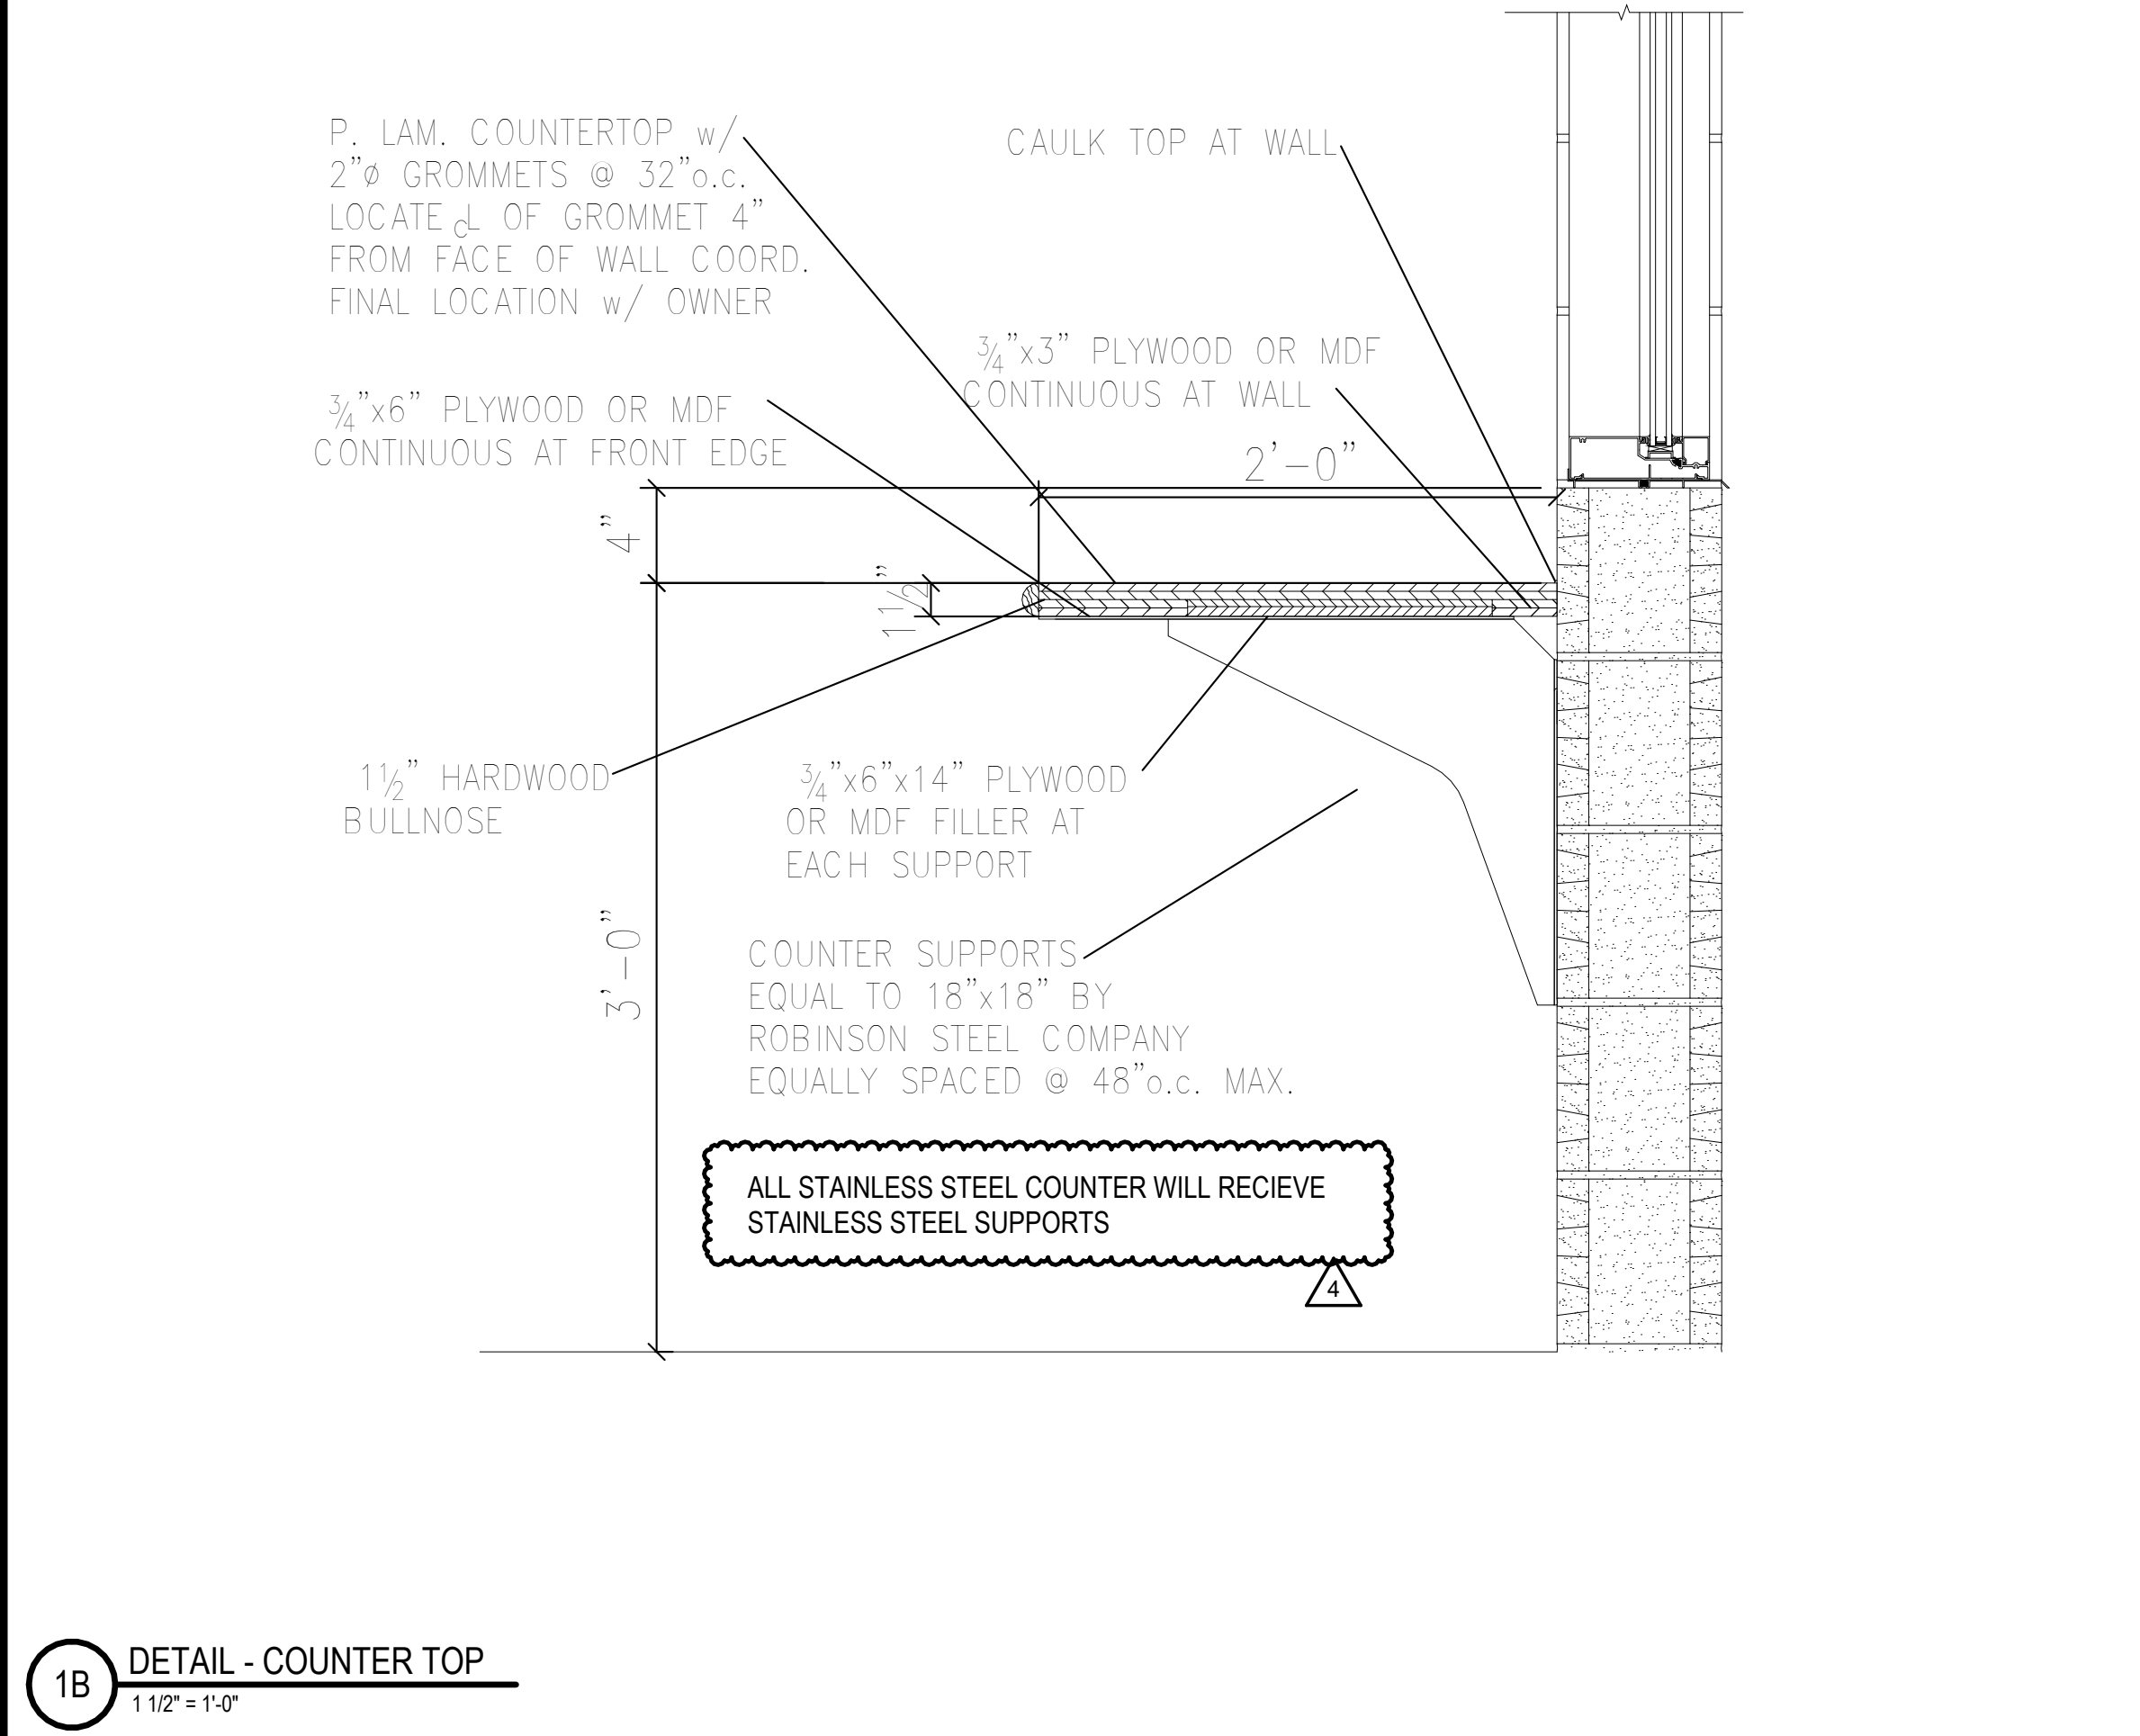 P. LAM. COUNTERTOP w/
2”ø GROMMETS @ 32”o.c.
LOCATE cL OF GROMMET 4”
FROM FACE OF WALL COORD.
FINAL LOCATION w/ OWNER
CAULK TOP AT WALL
¾”x3” PLYWOOD OR MDF
CONTINUOUS AT WALL
¾”x6” PLYWOOD OR MDF
CONTINUOUS AT FRONT EDGE
2’-0”
4”
1½”
3’-0”
1½” HARDWOOD
BULLNOSE
¾”x6”x14” PLYWOOD
OR MDF FILLER AT
EACH SUPPORT
COUNTER SUPPORTS
EQUAL TO 18”x18” BY
ROBINSON STEEL COMPANY
EQUALLY SPACED @ 48”o.c. MAX.
ALL STAINLESS STEEL COUNTER WILL RECIEVE
STAINLESS STEEL SUPPORTS
4
1B
DETAIL - COUNTER TOP
1 1/2" = 1'-0"